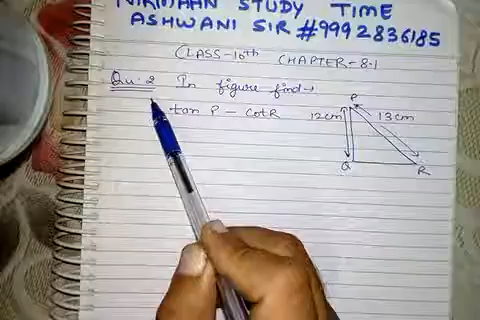 NIRMAAN STUDY TIME
ASHWANI SIR #9992836185
CLASS-10th CHAPTER-8.1
Qu.2 In figure find→
tan P - cot R
P
12cm 13cm
Q R